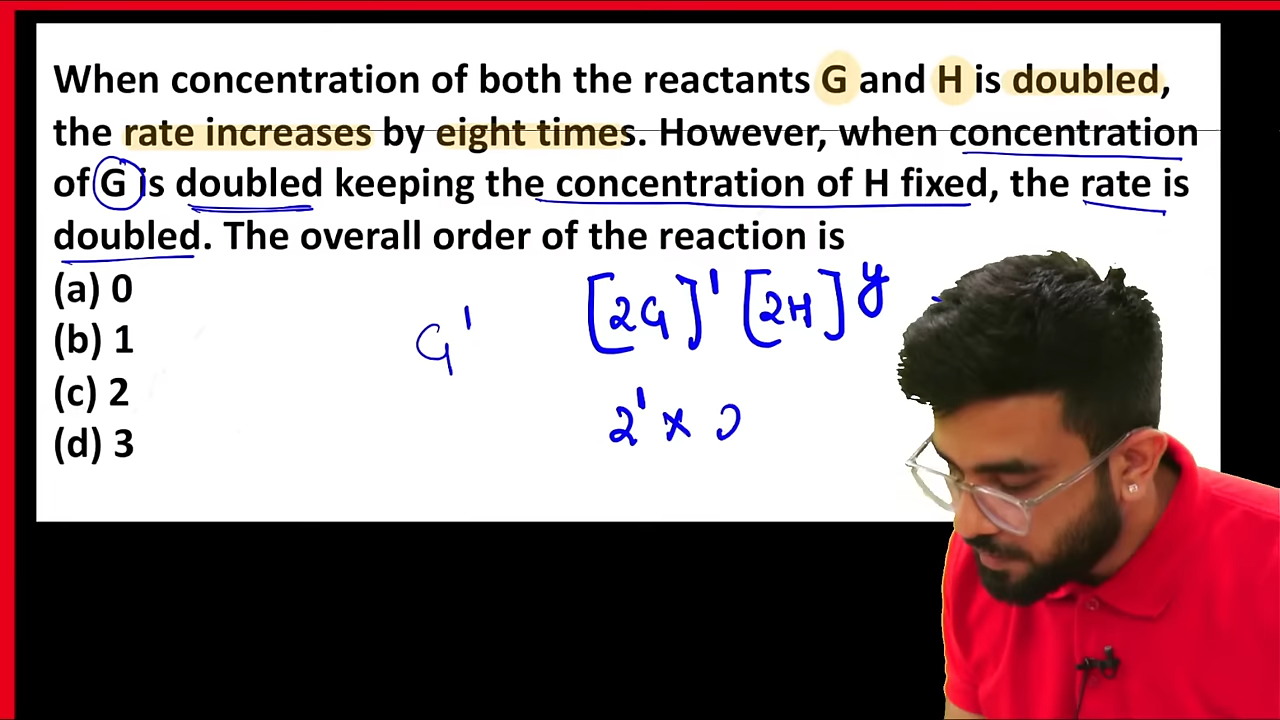 When concentration of both the reactants G and H is doubled,
the rate increases by eight times. However, when concentration
of G is doubled keeping the concentration of H fixed, the rate is
doubled. The overall order of the reaction is
(a) 0
(b) 1
(c) 2
(d) 3
G¹ [2G]¹ [2H]ʸ
2¹ ×